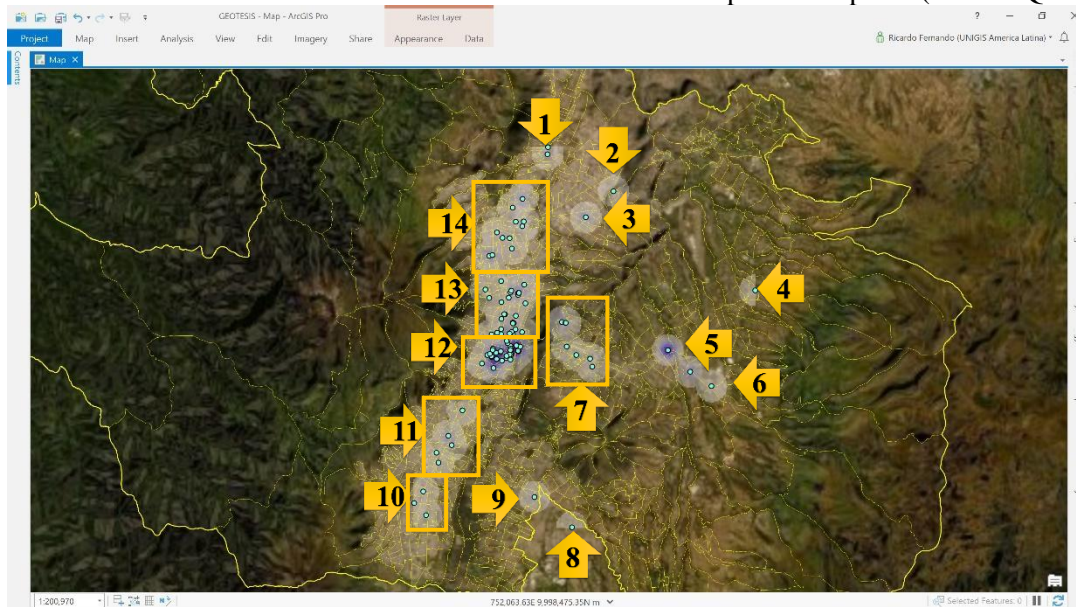 GEOTESIS - Map - ArcGIS Pro
Raster Layer
?
Project Map Insert Analysis View Edit Imagery Share Appearance Data
Ricardo Fernando (UNIGIS America Latina)
Contents
Map
1
2
3
14
13
4
12
5
6
7
11
10
9
8
1:200,970
752,063.63E 9,998,475.35N m
Selected Features: 0